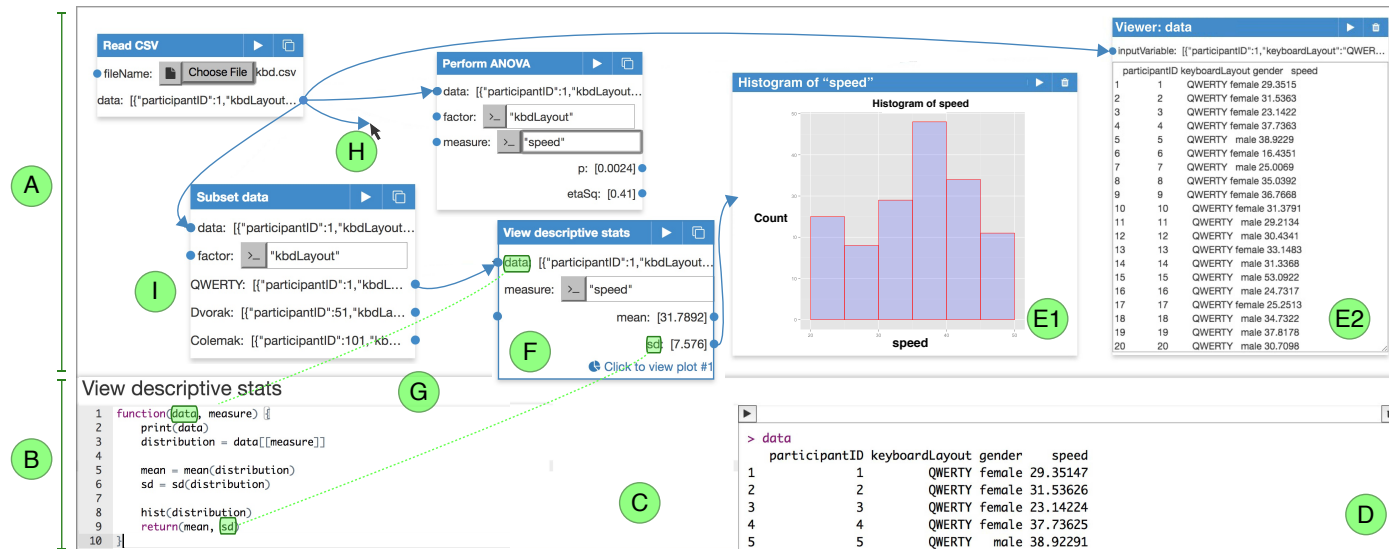 A
Read CSV
fileName: Choose File kbd.csv
data: [{"participantID":1,"kbdLayout...
H
Perform ANOVA
data: [{"participantID":1,"kbdLayout...
factor: >_ "kbdLayout"
measure: >_ "speed"
p: [0.0024]
etaSq: [0.41]
Subset data
data: [{"participantID":1,"kbdLayout...
factor: >_ "kbdLayout"
QWERTY: [{"participantID":1,"kbdL...
Dvorak: [{"participantID":51,"kbdLa...
Colemak: [{"participantID":101,"kb...
I
View descriptive stats
data: [{"participantID":1,"kbdLayout...
measure: >_ "speed"
mean: [31.7892]
sd: [7.576]
Click to view plot #1
F
G
Histogram of “speed”
Histogram of speed
Count
speed
E1
Viewer: data
inputVariable: [{"participantID":1,"keyboardLayout":"QWER...
participantID keyboardLayout gender speed
1 1 QWERTY female 29.3515
2 2 QWERTY female 31.5363
3 3 QWERTY female 23.1422
4 4 QWERTY female 37.7363
5 5 QWERTY male 38.9229
6 6 QWERTY female 16.4351
7 7 QWERTY male 25.0069
8 8 QWERTY female 35.0392
9 9 QWERTY female 36.7668
10 10 QWERTY female 31.3791
11 11 QWERTY male 29.2134
12 12 QWERTY male 30.4341
13 13 QWERTY female 33.1483
14 14 QWERTY male 31.3368
15 15 QWERTY male 53.0922
16 16 QWERTY male 24.7317
17 17 QWERTY female 25.2513
18 18 QWERTY male 34.7322
19 19 QWERTY male 37.8178
20 20 QWERTY male 30.7098
E2
B
View descriptive stats
1 function(data, measure) {
2 print(data)
3 distribution = data[[measure]]
4
5 mean = mean(distribution)
6 sd = sd(distribution)
7
8 hist(distribution)
9 return(mean, sd)
10 }
C
> data
participantID keyboardLayout gender speed
1 1 QWERTY female 29.35147
2 2 QWERTY female 31.53626
3 3 QWERTY female 23.14224
4 4 QWERTY female 37.73625
5 5 QWERTY male 38.92291
D